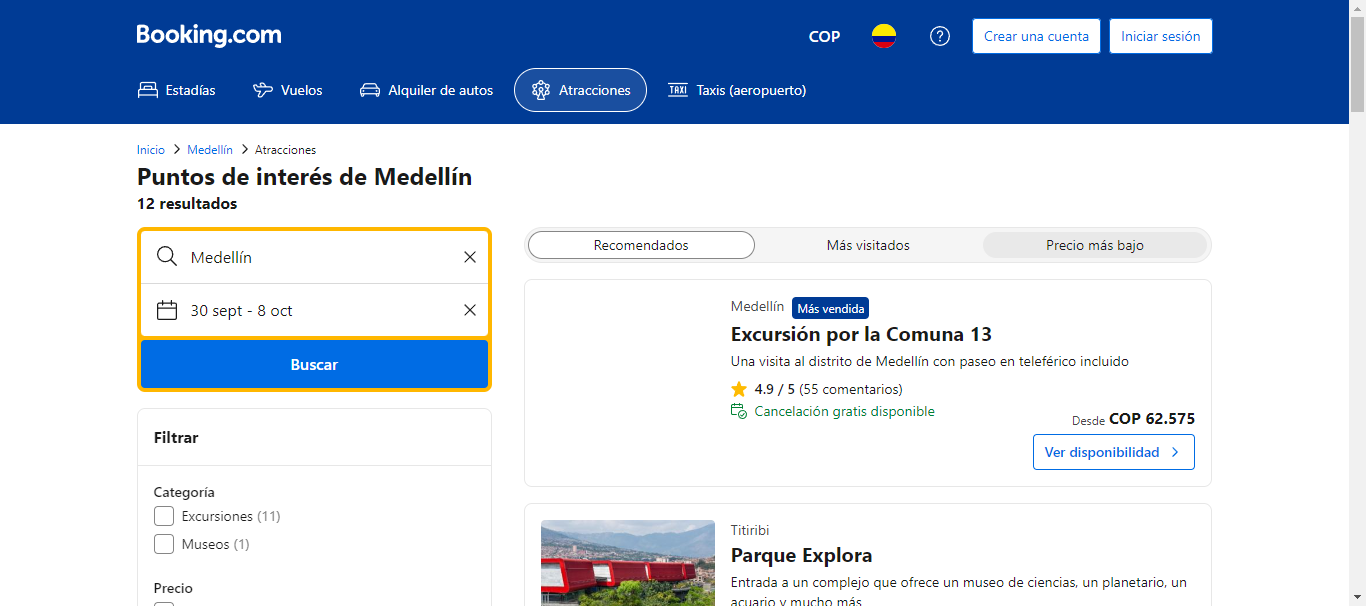 Booking.com
COP
Crear una cuenta
Iniciar sesión
Estadías
Vuelos
Alquiler de autos
Atracciones
TAXI
Taxis (aeropuerto)
Inicio
Medellín
Atracciones
Puntos de interés de Medellín
12 resultados
Medellín
30 sept - 8 oct
Buscar
Filtrar
Categoría
Excursiones (11)
Museos (1)
Precio
Recomendados
Más visitados
Precio más bajo
Medellín
Más vendida
Excursión por la Comuna 13
Una visita al distrito de Medellín con paseo en teleférico incluido
4.9 / 5 (55 comentarios)
Cancelación gratis disponible
Desde COP 62.575
Ver disponibilidad
Titiribi
Parque Explora
Entrada a un complejo que ofrece un museo de ciencias, un planetario, un
acuario y mucho más